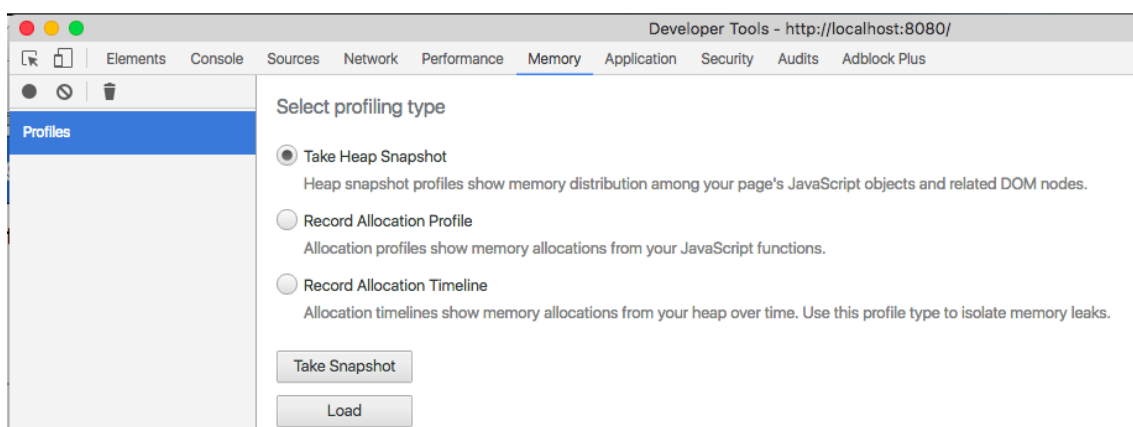 Developer Tools - http://localhost:8080/
Elements Console Sources Network Performance Memory Application Security Audits Adblock Plus
Profiles
Select profiling type
Take Heap Snapshot
Heap snapshot profiles show memory distribution among your page's JavaScript objects and related DOM nodes.
Record Allocation Profile
Allocation profiles show memory allocations from your JavaScript functions.
Record Allocation Timeline
Allocation timelines show memory allocations from your heap over time. Use this profile type to isolate memory leaks.
Take Snapshot
Load